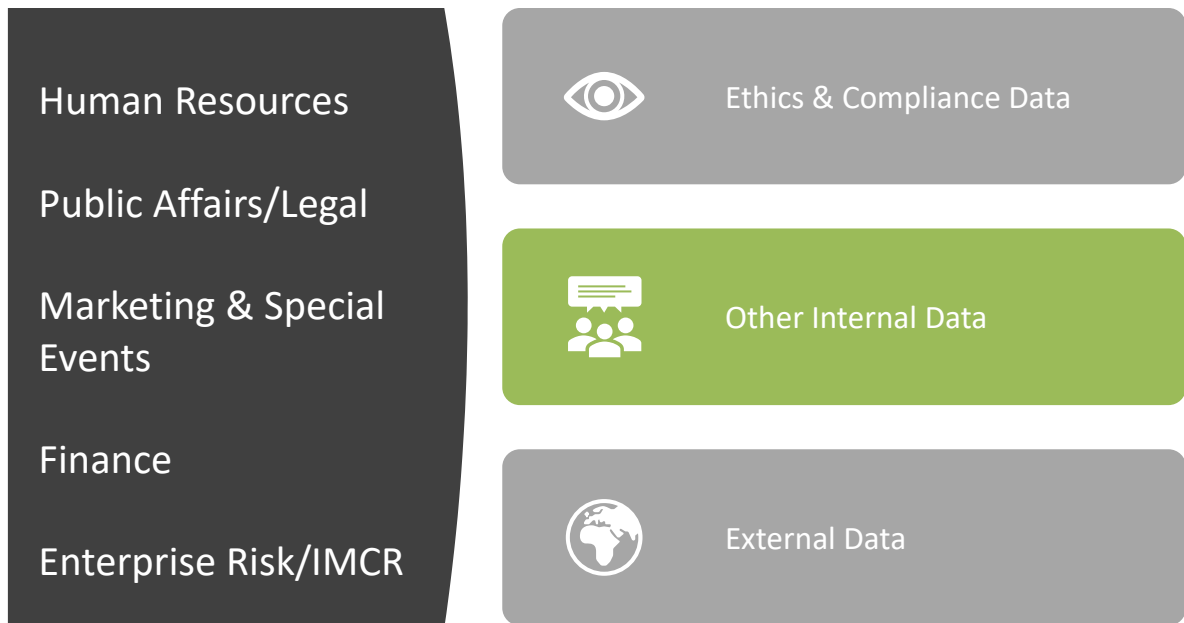 Human Resources
Public Affairs/Legal
Marketing & Special
Events
Finance
Enterprise Risk/IMCR
Ethics & Compliance Data
Other Internal Data
External Data